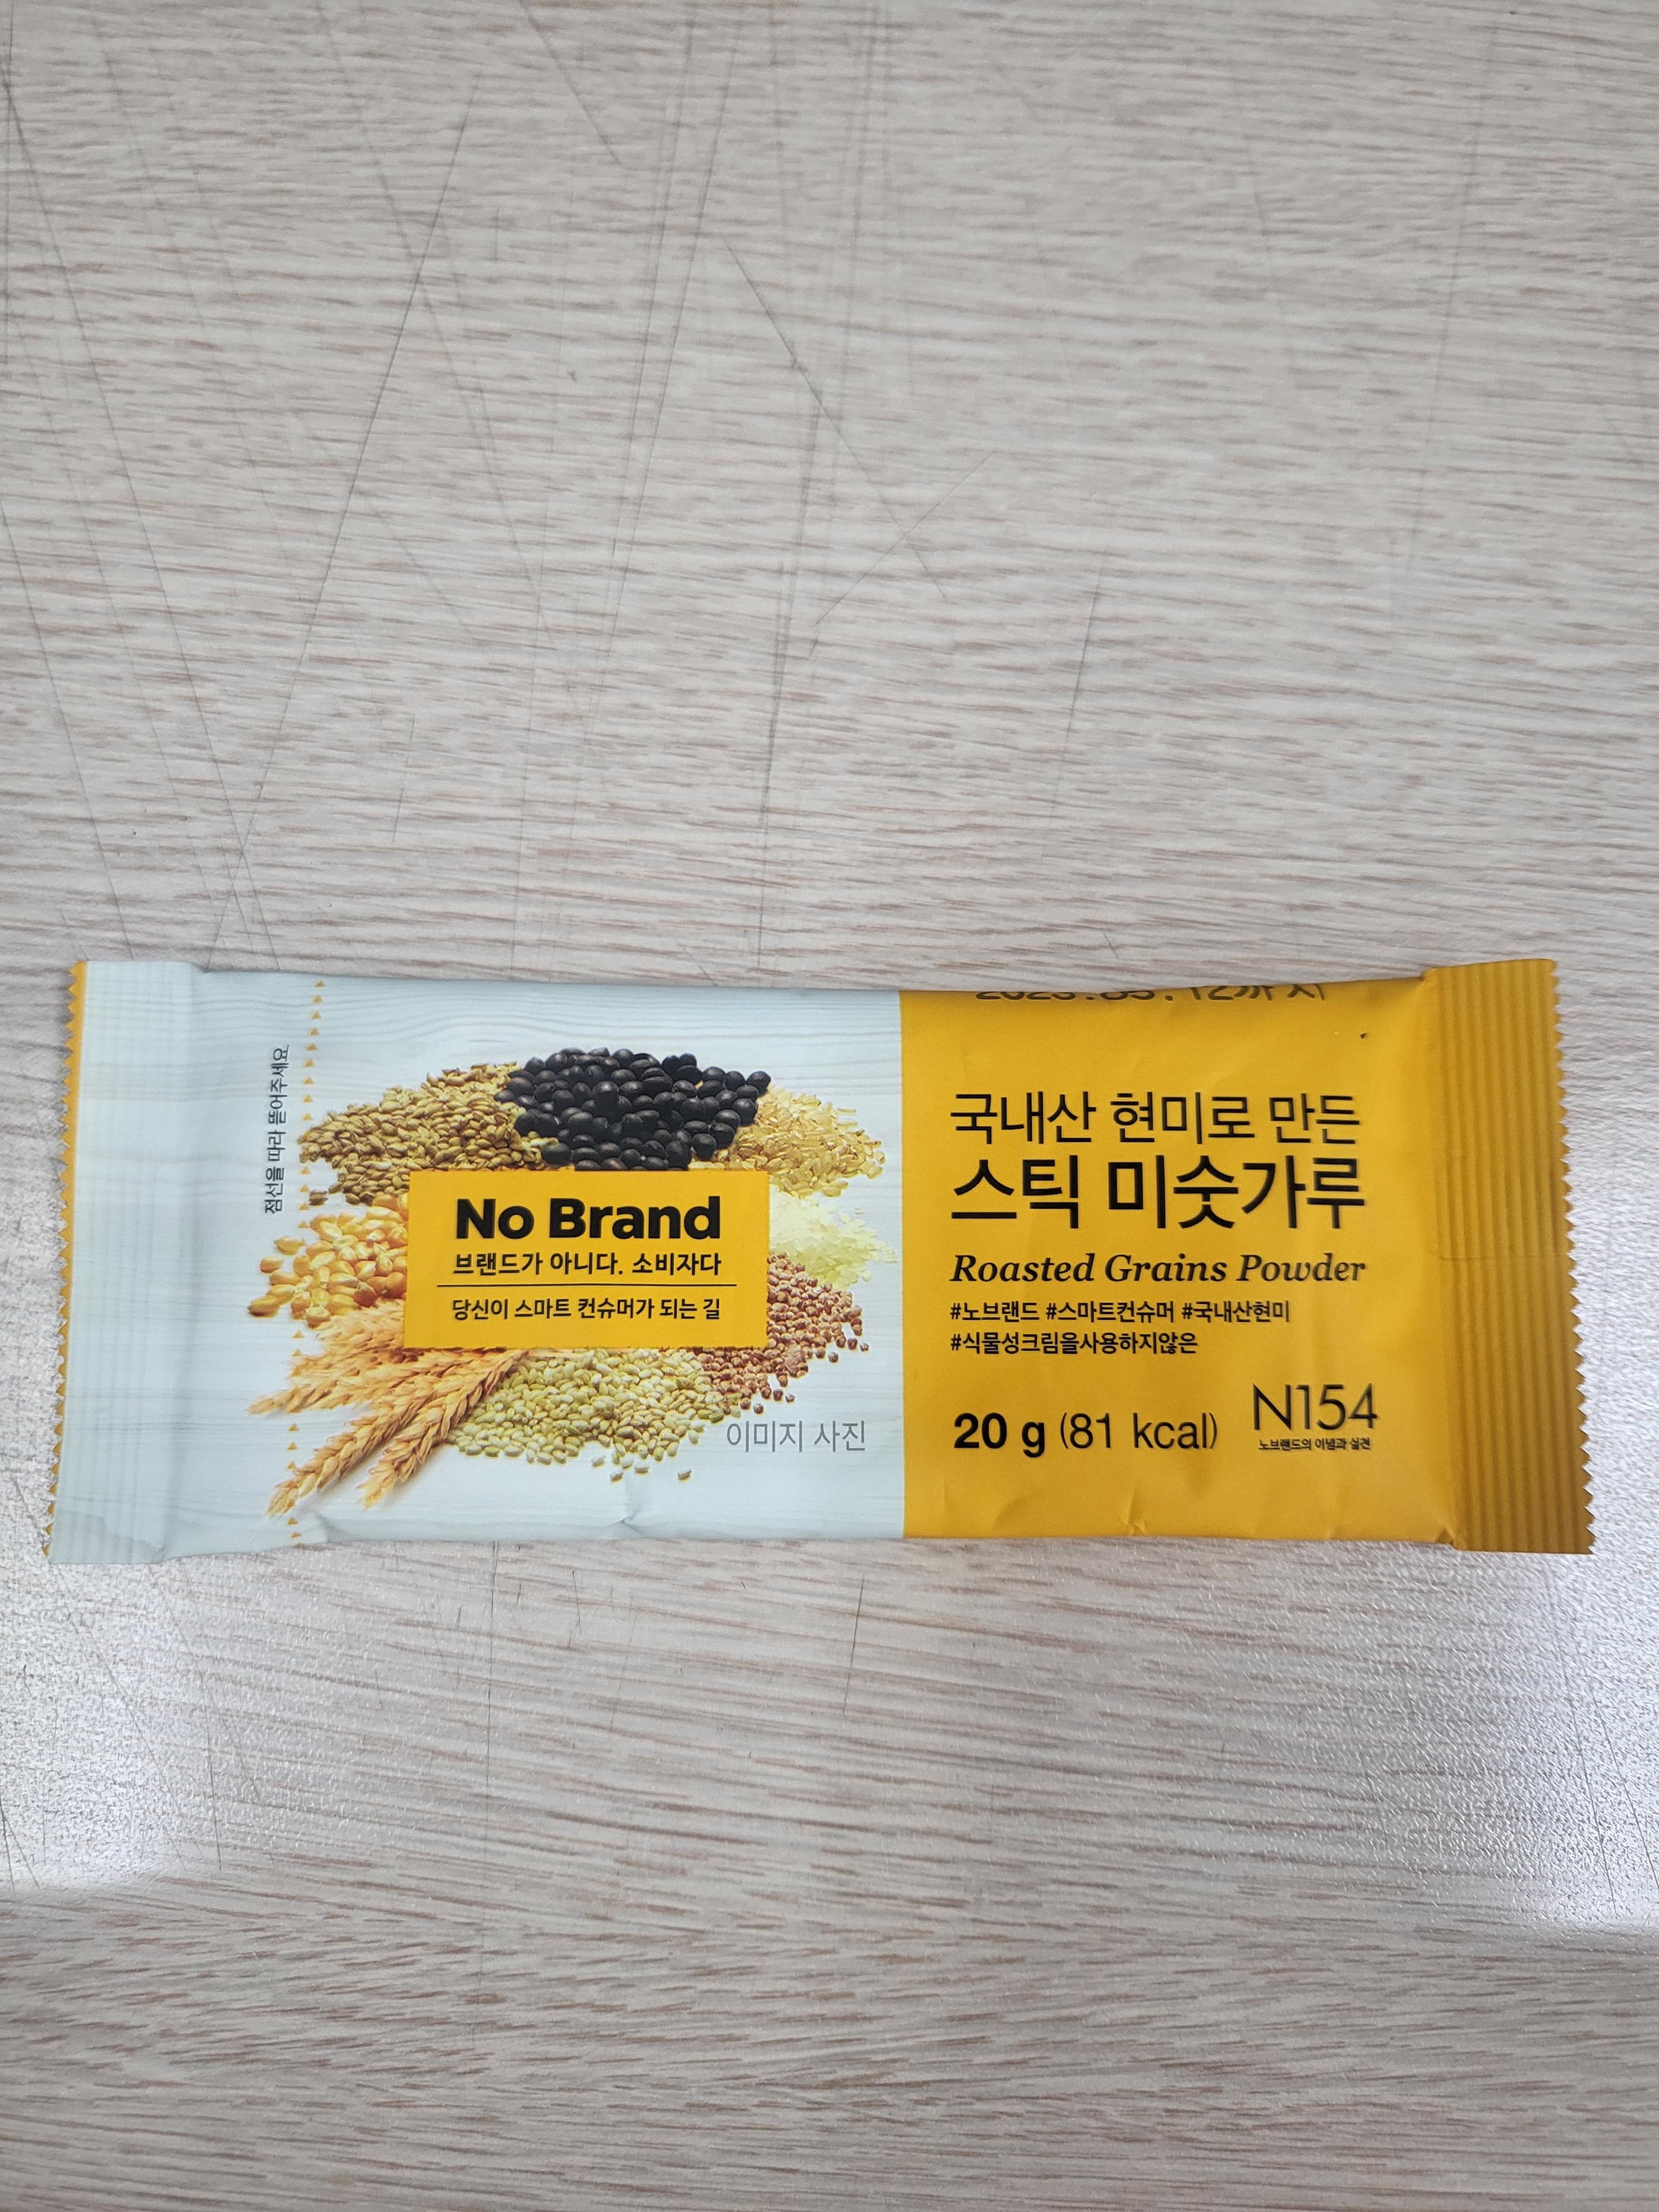 점선을 따라 뜯어주세요
No Brand
브랜드가 아니다. 소비자다
당신이 스마트 컨슈머가 되는 길
이미지 사진
국내산 현미로 만든
스틱 미숫가루
Roasted Grains Powder
#노브랜드 #스마트컨슈머 #국내산현미
#식물성크림을사용하지않은
20 g (81 kcal)
N154
노브랜드의 이념과 실천